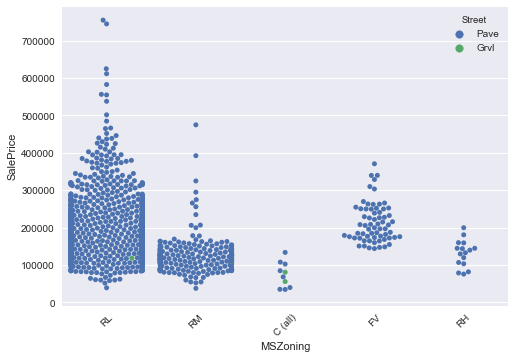 Street
Pave
Grvl
700000
600000
500000
400000
300000
200000
100000
0
SalePrice
RL
RM
C (all)
FV
RH
MSZoning